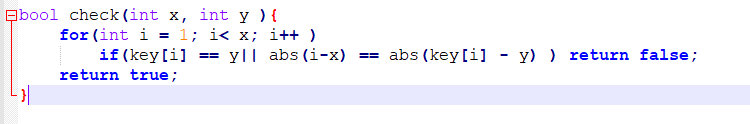 bool check(int x, int y ){
for(int i = 1; i< x; i++ )
if(key[i] == y|| abs(i-x) == abs(key[i] - y) ) return false;
return true;
}